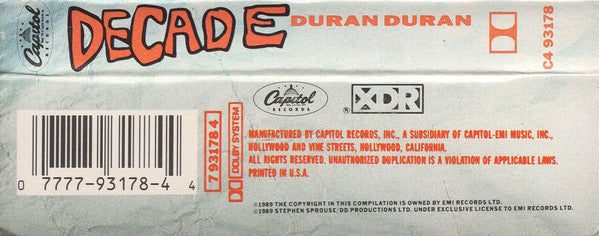 Capitol
RECORDS
DECADE
DURAN DURAN
C4 93178
Capitol
RECORDS
® XDR
0 7777-93178-4 4
7 93178 4
DOLBY SYSTEM
MANUFACTURED BY CAPITOL RECORDS, INC., A SUBSIDIARY OF CAPITOL-EMI MUSIC, INC.,
HOLLYWOOD AND VINE STREETS, HOLLYWOOD, CALIFORNIA.
ALL RIGHTS RESERVED. UNAUTHORIZED DUPLICATION IS A VIOLATION OF APPLICABLE LAWS.
PRINTED IN U.S.A.
℗1989 THE COPYRIGHT IN THIS COMPILATION IS OWNED BY EMI RECORDS LTD.
©1989 STEPHEN SPROUSE/DD PRODUCTIONS LTD. UNDER EXCLUSIVE LICENSE TO EMI RECORDS LTD.